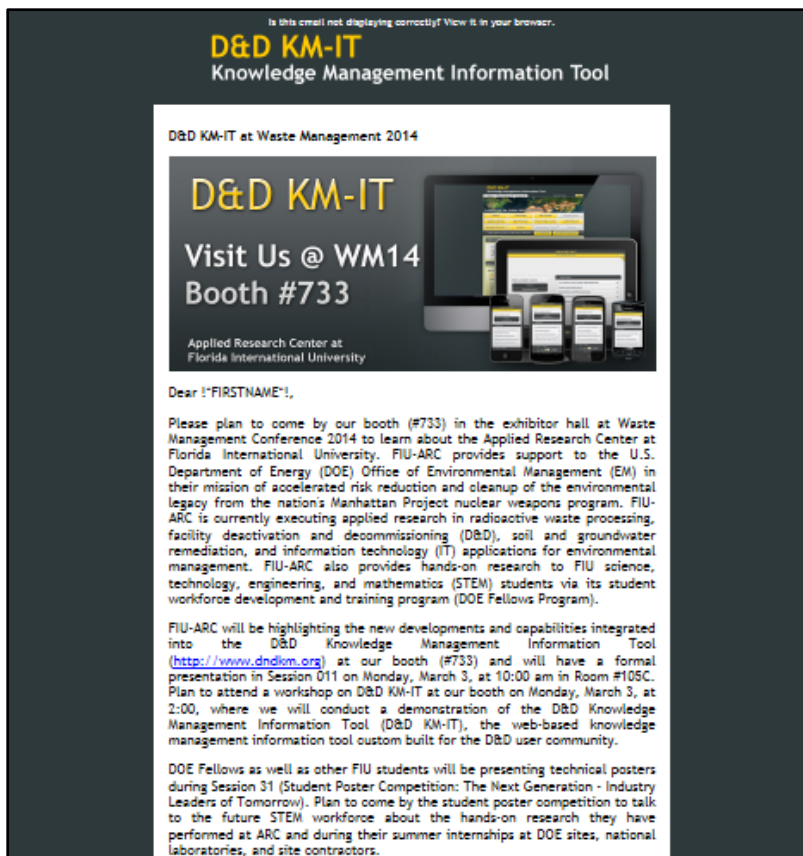 Is this email not displaying correctly? View it in your browser.
D&D KM-IT
Knowledge Management Information Tool
D&D KM-IT at Waste Management 2014
D&D KM-IT
Visit Us @ WM14
Booth #733
Applied Research Center at
Florida International University
Dear !*FIRSTNAME*!,
Please plan to come by our booth (#733) in the exhibitor hall at Waste
Management Conference 2014 to learn about the Applied Research Center at
Florida International University. FIU-ARC provides support to the U.S.
Department of Energy (DOE) Office of Environmental Management (EM) in
their mission of accelerated risk reduction and cleanup of the environmental
legacy from the nation's Manhattan Project nuclear weapons program. FIU-
ARC is currently executing applied research in radioactive waste processing,
facility deactivation and decommissioning (D&D), soil and groundwater
remediation, and information technology (IT) applications for environmental
management. FIU-ARC also provides hands-on research to FIU science,
technology, engineering, and mathematics (STEM) students via its student
workforce development and training program (DOE Fellows Program).
FIU-ARC will be highlighting the new developments and capabilities integrated
into the D&D Knowledge Management Information Tool
(http://www.dndkm.org) at our booth (#733) and will have a formal
presentation in Session 011 on Monday, March 3, at 10:00 am in Room #105C.
Plan to attend a workshop on D&D KM-IT at our booth on Monday, March 3, at
2:00, where we will conduct a demonstration of the D&D Knowledge
Management Information Tool (D&D KM-IT), the web-based knowledge
management information tool custom built for the D&D user community.
DOE Fellows as well as other FIU students will be presenting technical posters
during Session 31 (Student Poster Competition: The Next Generation - Industry
Leaders of Tomorrow). Plan to come by the student poster competition to talk
to the future STEM workforce about the hands-on research they have
performed at ARC and during their summer internships at DOE sites, national
laboratories, and site contractors.